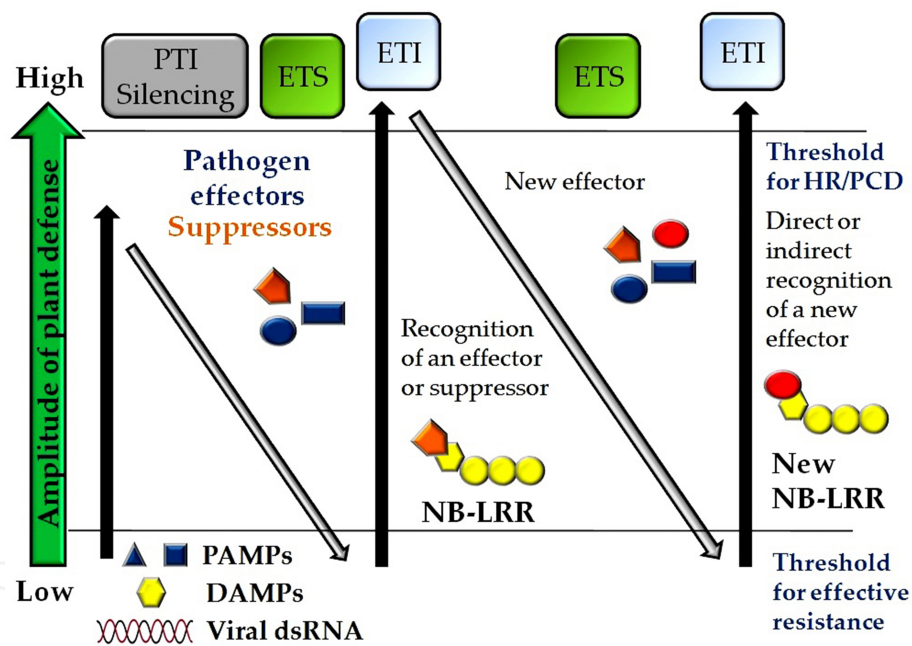 High
PTI
Silencing
ETS
ETI
ETS
ETI
Amplitude of plant defense
Pathogen
effectors
Suppressors
New effector
Threshold
for HR/PCD
Direct or
indirect
recognition
of a new
effector
Recognition
of an effector
or suppressor
NB-LRR
New
NB-LRR
Low
PAMPs
DAMPs
Viral dsRNA
Threshold
for effective
resistance